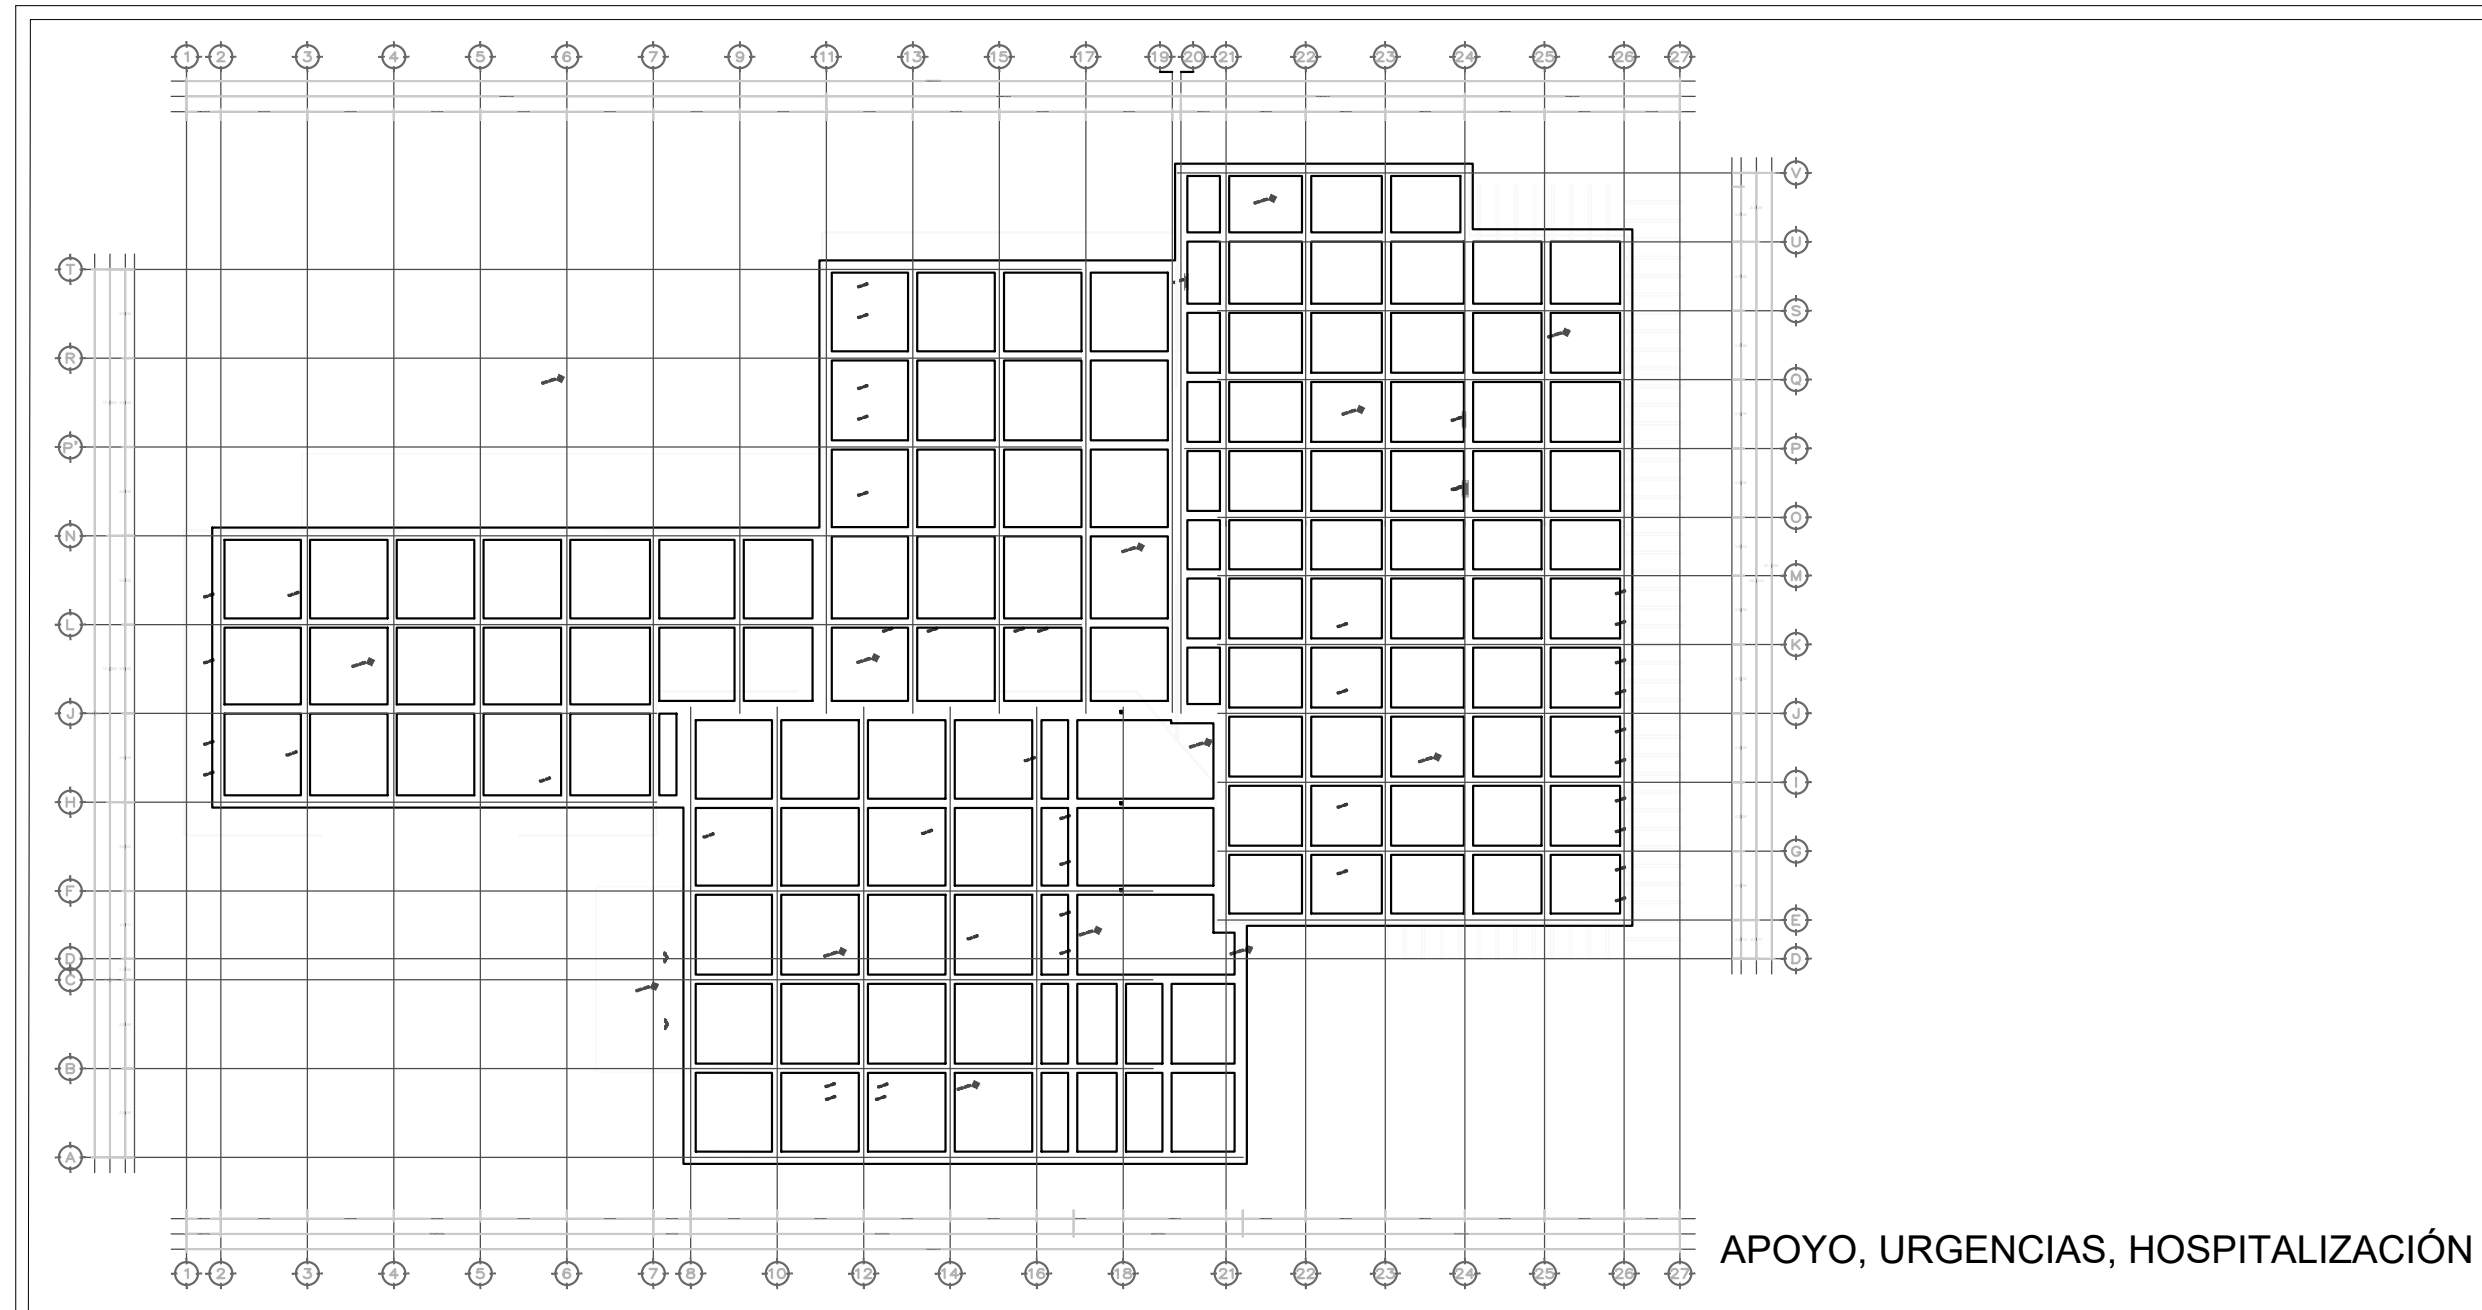 1 2 3 4 5 6 7 9 11 13 15 17 19 20 21 22 23 24 25 26 27
V
U
T
S
R
Q
P'
P
O
N
M
L
K
J J
I
H
G
F
E
D D
C
B
A
APOYO, URGENCIAS, HOSPITALIZACIÓN
1 2 3 4 5 6 7 8 10 12 14 16 18 21 22 23 24 25 26 27